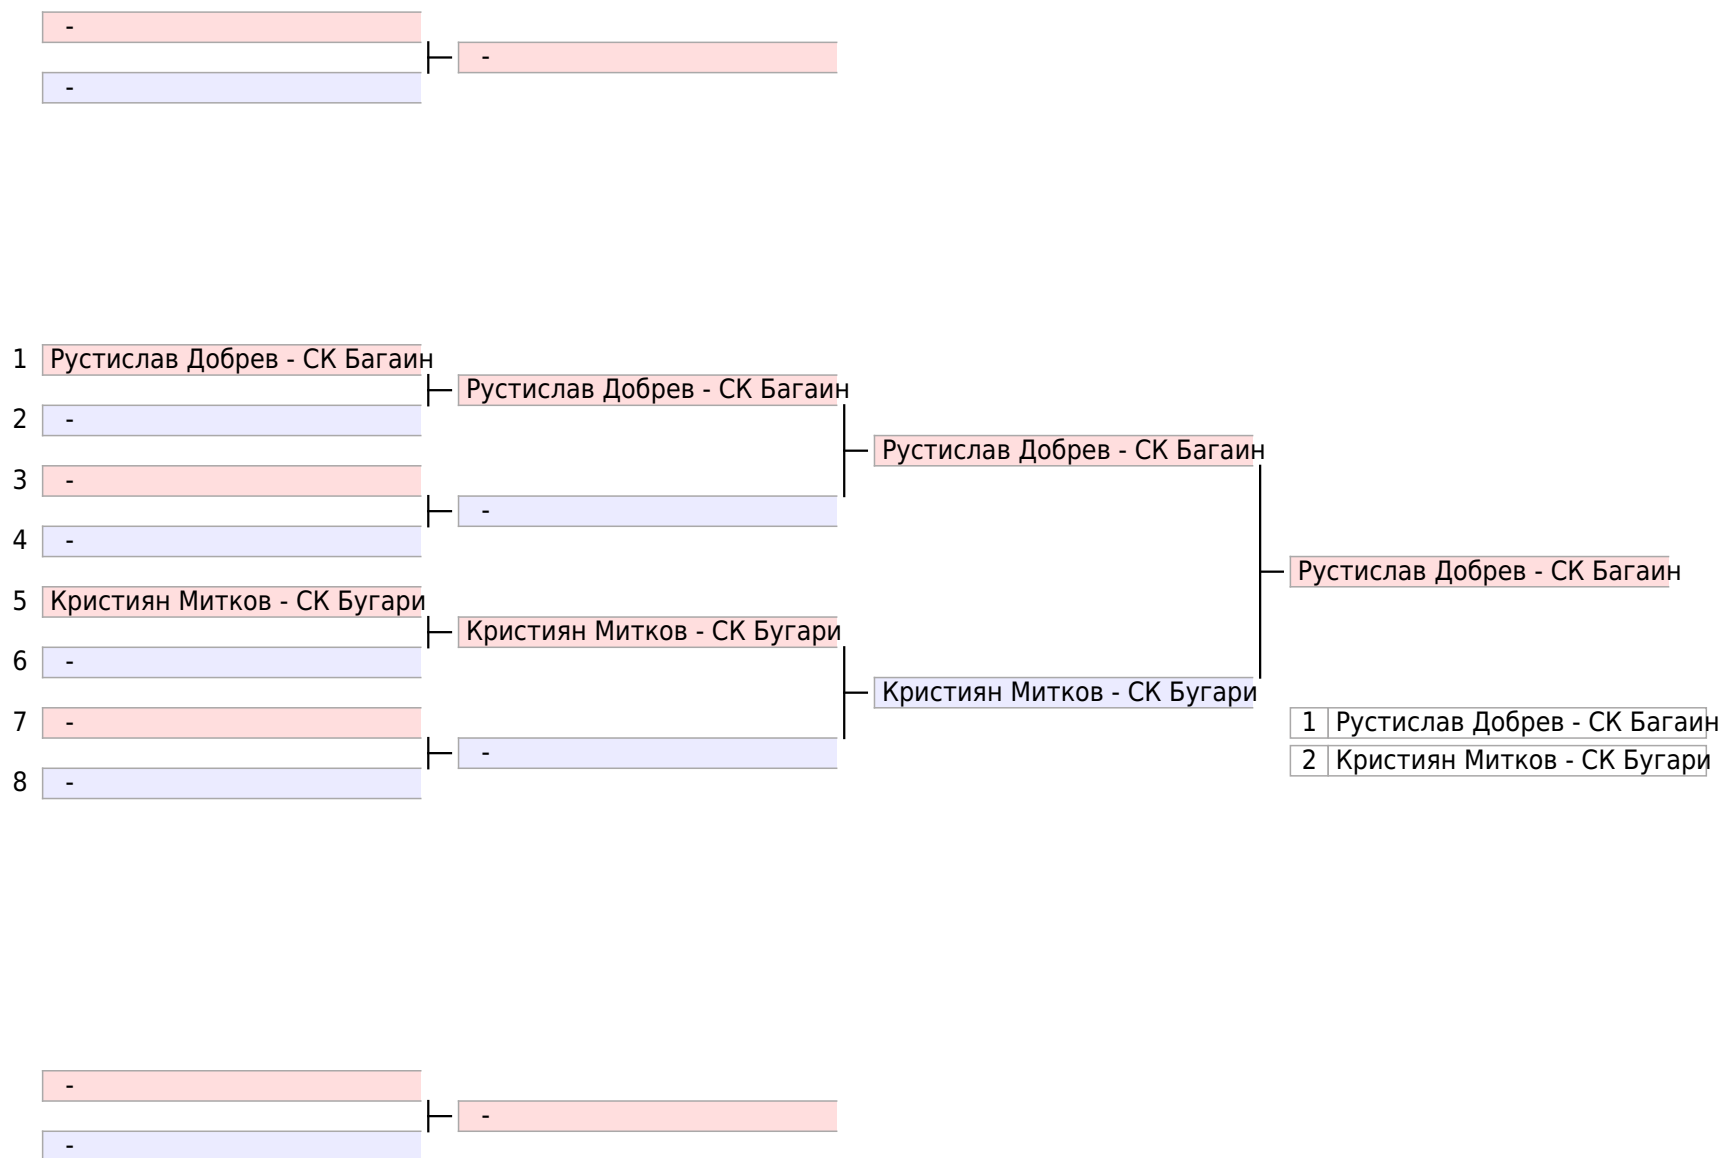 -
-
-
1 Рустислав Добрев - СК Багаин
Рустислав Добрев - СК Багаин
2 -
Рустислав Добрев - СК Багаин
3 -
-
4 -
Рустислав Добрев - СК Багаин
5 Кристиян Митков - СК Бугари
Кристиян Митков - СК Бугари
6 -
Кристиян Митков - СК Бугари
7 -
1 Рустислав Добрев - СК Багаин
-
2 Кристиян Митков - СК Бугари
8 -
-
-
-